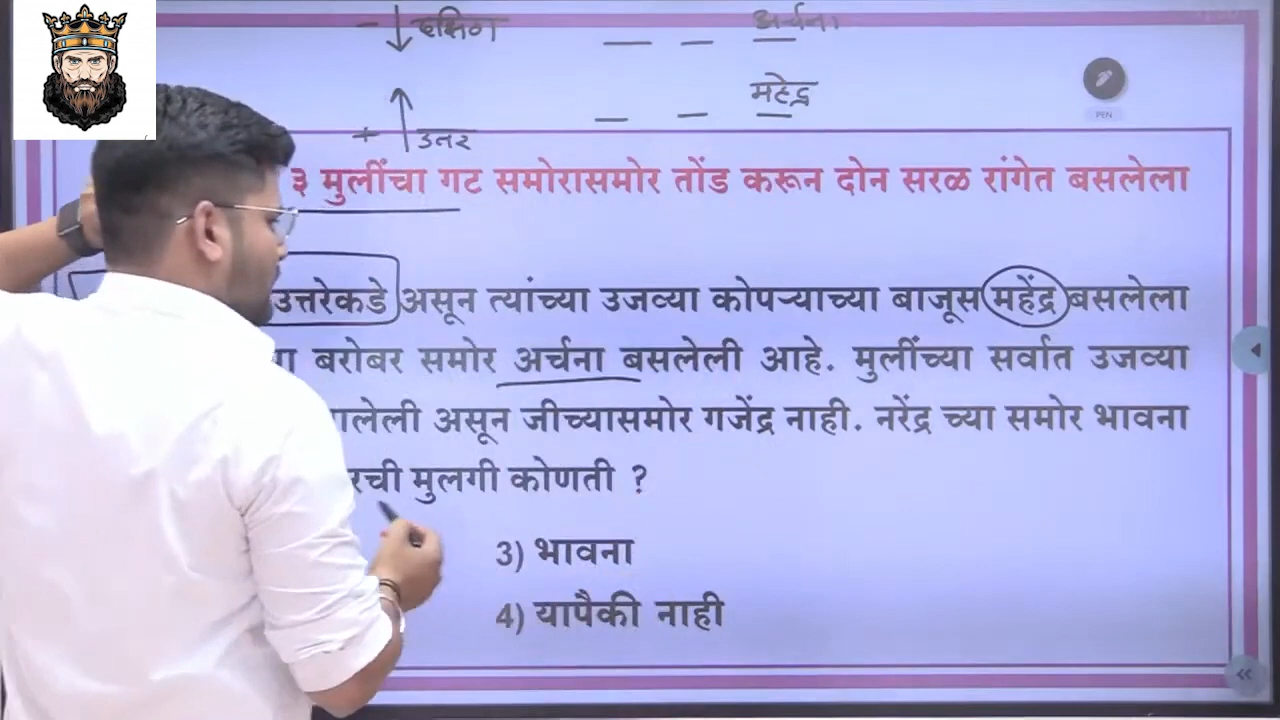 दक्षिण
अर्चना
महेंद्र
PEN
उत्तर
३ मुलींचा गट समोरासमोर तोंड करून दोन सरळ रांगेत बसलेला
उत्तरेकडे असून त्यांच्या उजव्या कोपऱ्याच्या बाजूस महेंद्र बसलेला
बरोबर समोर अर्चना बसलेली आहे. मुलींच्या सर्वात उजव्या
असून जीच्यासमोर गजेंद्र नाही. नरेंद्र च्या समोर भावना
मुलगी कोणती ?
3) भावना
4) यापैकी नाही